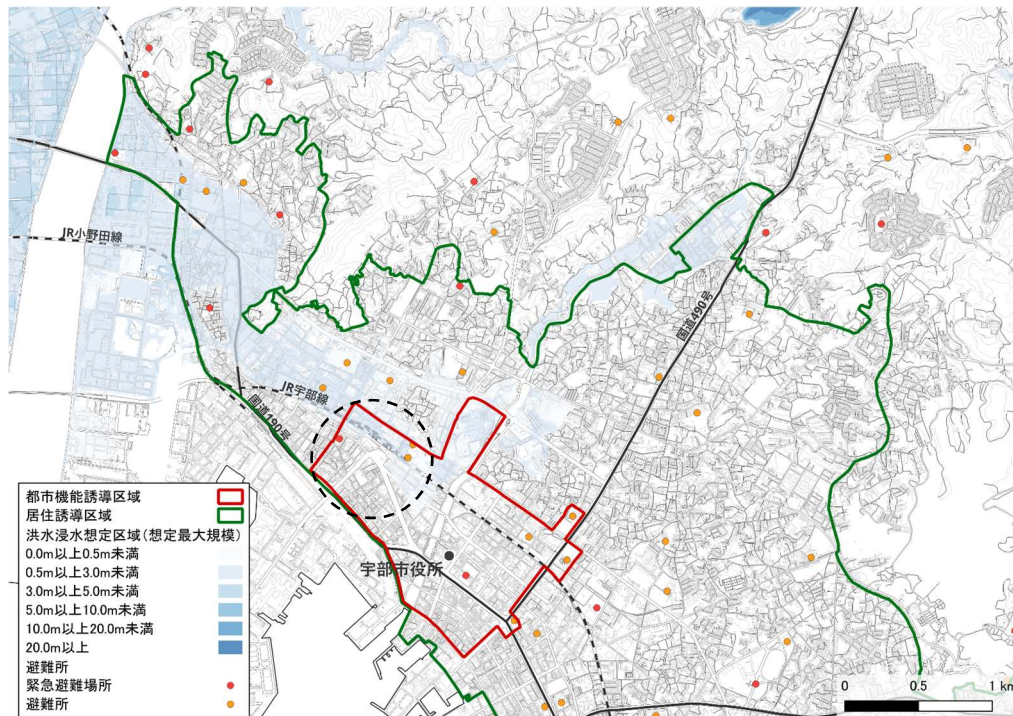 JR小野田線
国道490号
JR宇部線
国道190号
宇部市役所
都市機能誘導区域
居住誘導区域
洪水浸水想定区域(想定最大規模)
0.0m以上0.5m未満
0.5m以上3.0m未満
3.0m以上5.0m未満
5.0m以上10.0m未満
10.0m以上20.0m未満
20.0m以上
避難所
緊急避難場所
避難所
0 0.5 1 km